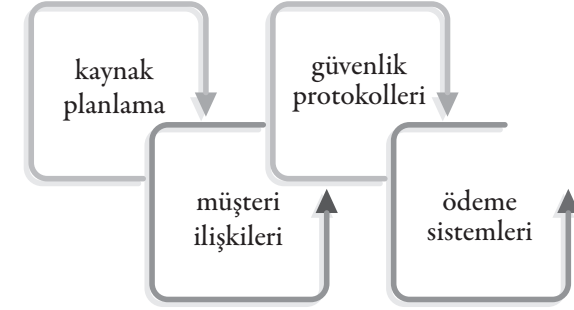 kaynak
planlama
müşteri
ilişkileri
güvenlik
protokolleri
ödeme
sistemleri